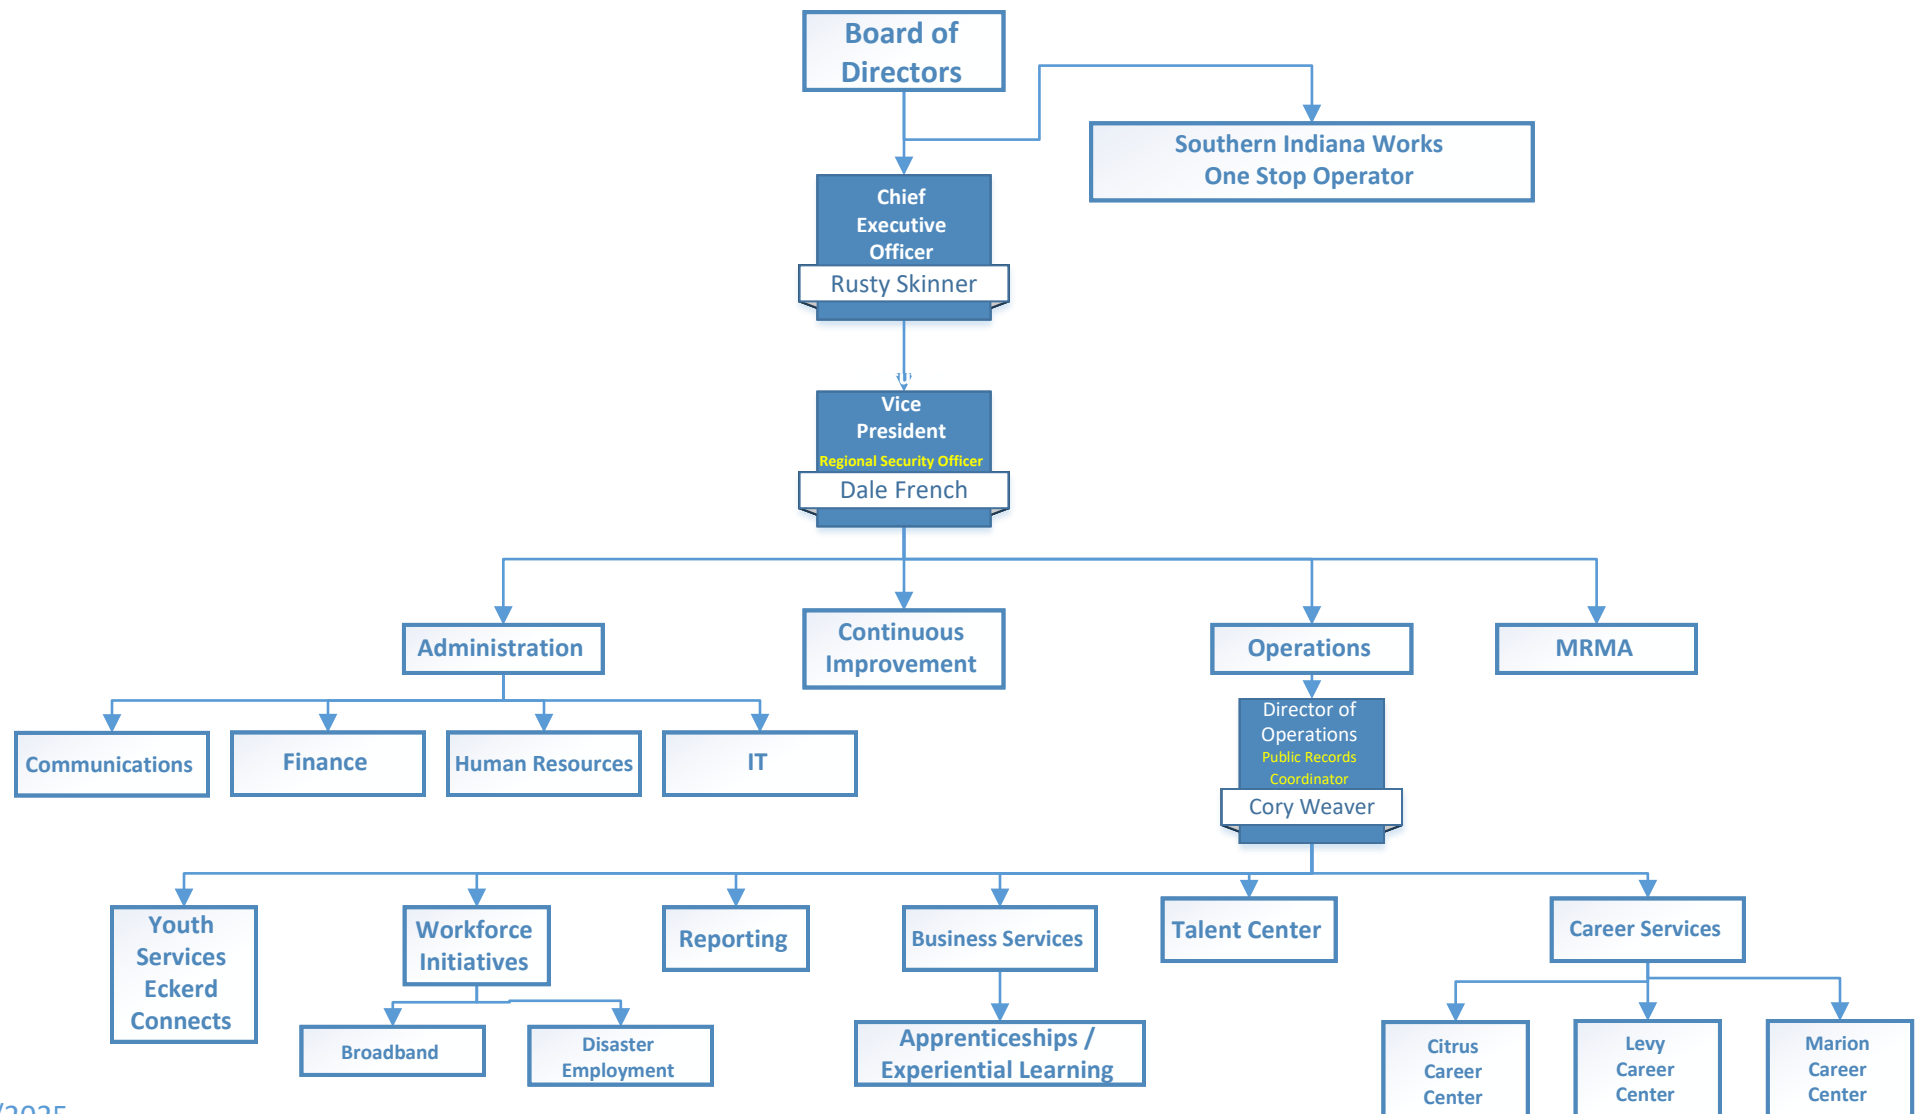 Board of
Directors
Southern Indiana Works
One Stop Operator
Chief
Executive
Officer
Rusty Skinner
Vice
President
Regional Security Officer
Dale French
Administration
Continuous
Improvement
Operations
MRMA
Communications
Finance
Human Resources
IT
Director of
Operations
Public Records
Coordinator
Cory Weaver
Youth
Services
Eckerd
Connects
Workforce
Initiatives
Reporting
Business Services
Talent Center
Career Services
Broadband
Disaster
Employment
Apprenticeships /
Experiential Learning
Citrus
Career
Center
Levy
Career
Center
Marion
Career
Center
/2025